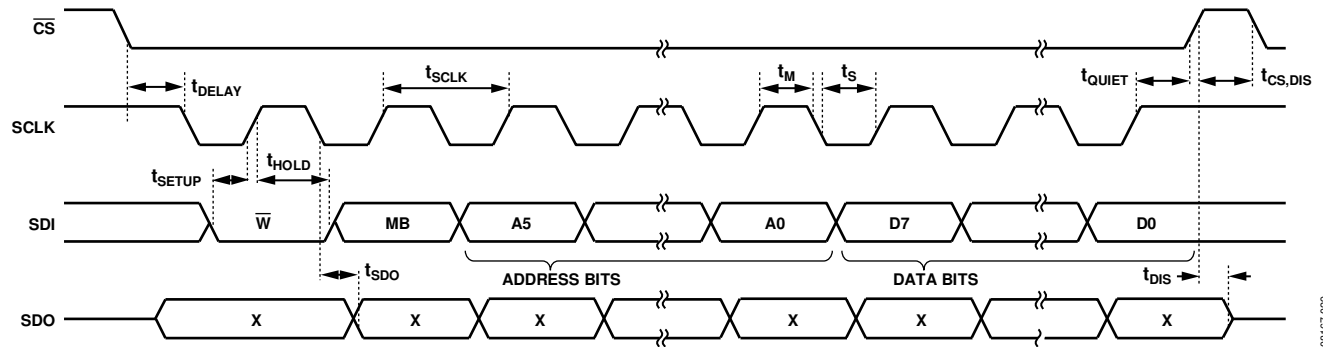 CS
tDELAY
tSCLK
tM
tS
tQUIET
tCS,DIS
SCLK
tSETUP
tHOLD
SDI
W
MB
A5
A0
D7
D0
tSDO
ADDRESS BITS
DATA BITS
tDIS
SDO
X
X
X
X
X
X